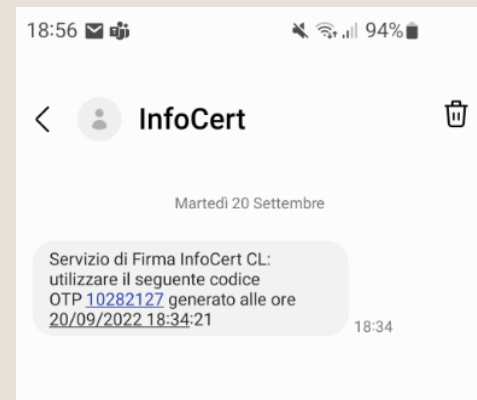 18:56 94%
InfoCert
Martedì 20 Settembre
Servizio di Firma InfoCert CL:
utilizzare il seguente codice
OTP 10282127 generato alle ore
20/09/2022 18:34:21
18:34